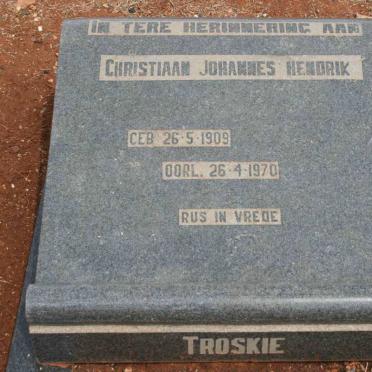 IN TERE HERINNERING AAN
CHRISTIAAN JOHANNES HENDRIK
GEB 26-5-1909
OORL. 26-4-1970
RUS IN VREDE
TROSKIE